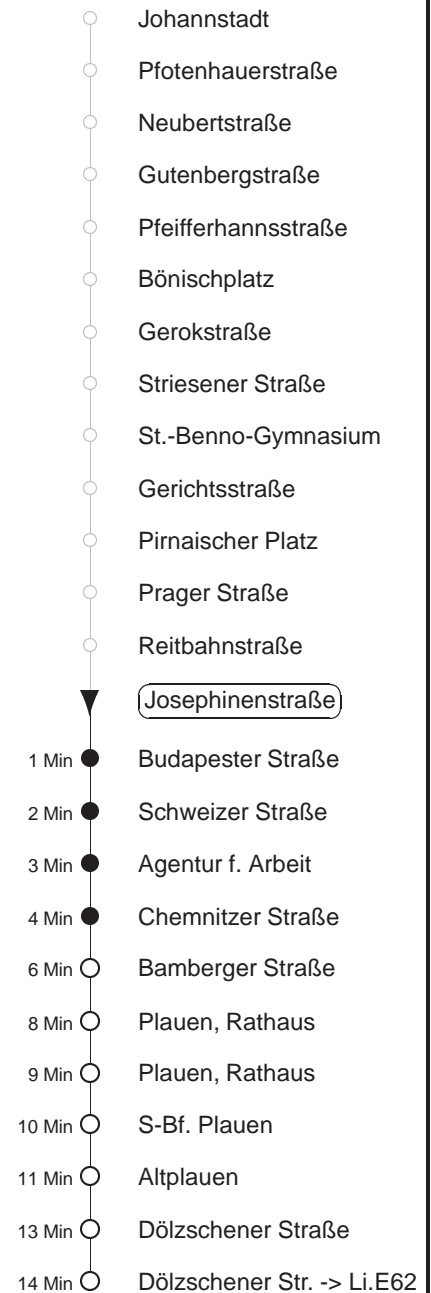 Johannstadt
Pfotenhauerstraße
Neubertstraße
Gutenbergstraße
Pfeifferhannsstraße
Bönischplatz
Gerokstraße
Striesener Straße
St.-Benno-Gymnasium
Gerichtsstraße
Pirnaischer Platz
Prager Straße
Reitbahnstraße
Josephinenstraße
1 Min Budapester Straße
2 Min Schweizer Straße
3 Min Agentur f. Arbeit
4 Min Chemnitzer Straße
6 Min Bamberger Straße
8 Min Plauen, Rathaus
9 Min Plauen, Rathaus
10 Min S-Bf. Plauen
11 Min Altplauen
13 Min Dölzschener Straße
14 Min Dölzschener Str. -> Li.E62